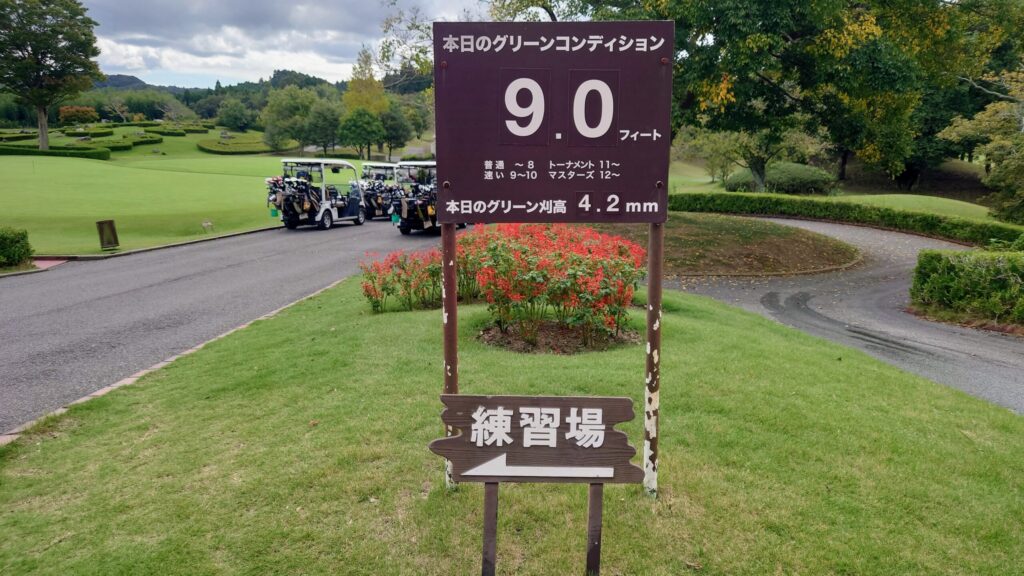 本日のグリーンコンディション
9.0フィート
普通 ～8 トーナメント 11～
速い 9～10 マスターズ 12～
本日のグリーン刈高 4.2mm
練習場